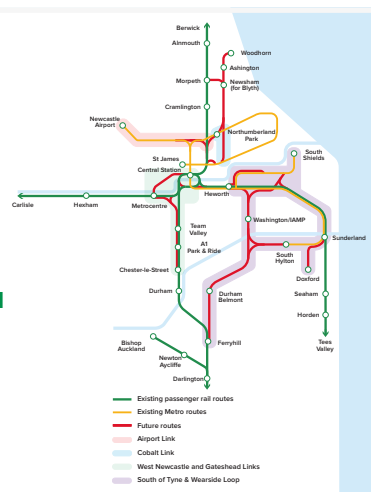 Berwick
Alnmouth
Woodhorn
Ashington
Morpeth
Newsham
(for Blyth)
Cramlington
Newcastle
Airport
Northumberland
Park
St James
South
Shields
Central Station
Heworth
Carlisle
Hexham
Metrocentre
Washington/IAMP
Team
Valley
Sunderland
A1
Park & Ride
South
Hylton
Chester-le-Street
Doxford
Durham
Durham
Belmont
Seaham
Horden
Bishop
Auckland
Ferryhill
Tees
Valley
Newton
Aycliffe
Darlington
Existing passenger rail routes
Existing Metro routes
Future routes
Airport Link
Cobalt Link
West Newcastle and Gateshead Links
South of Tyne & Wearside Loop